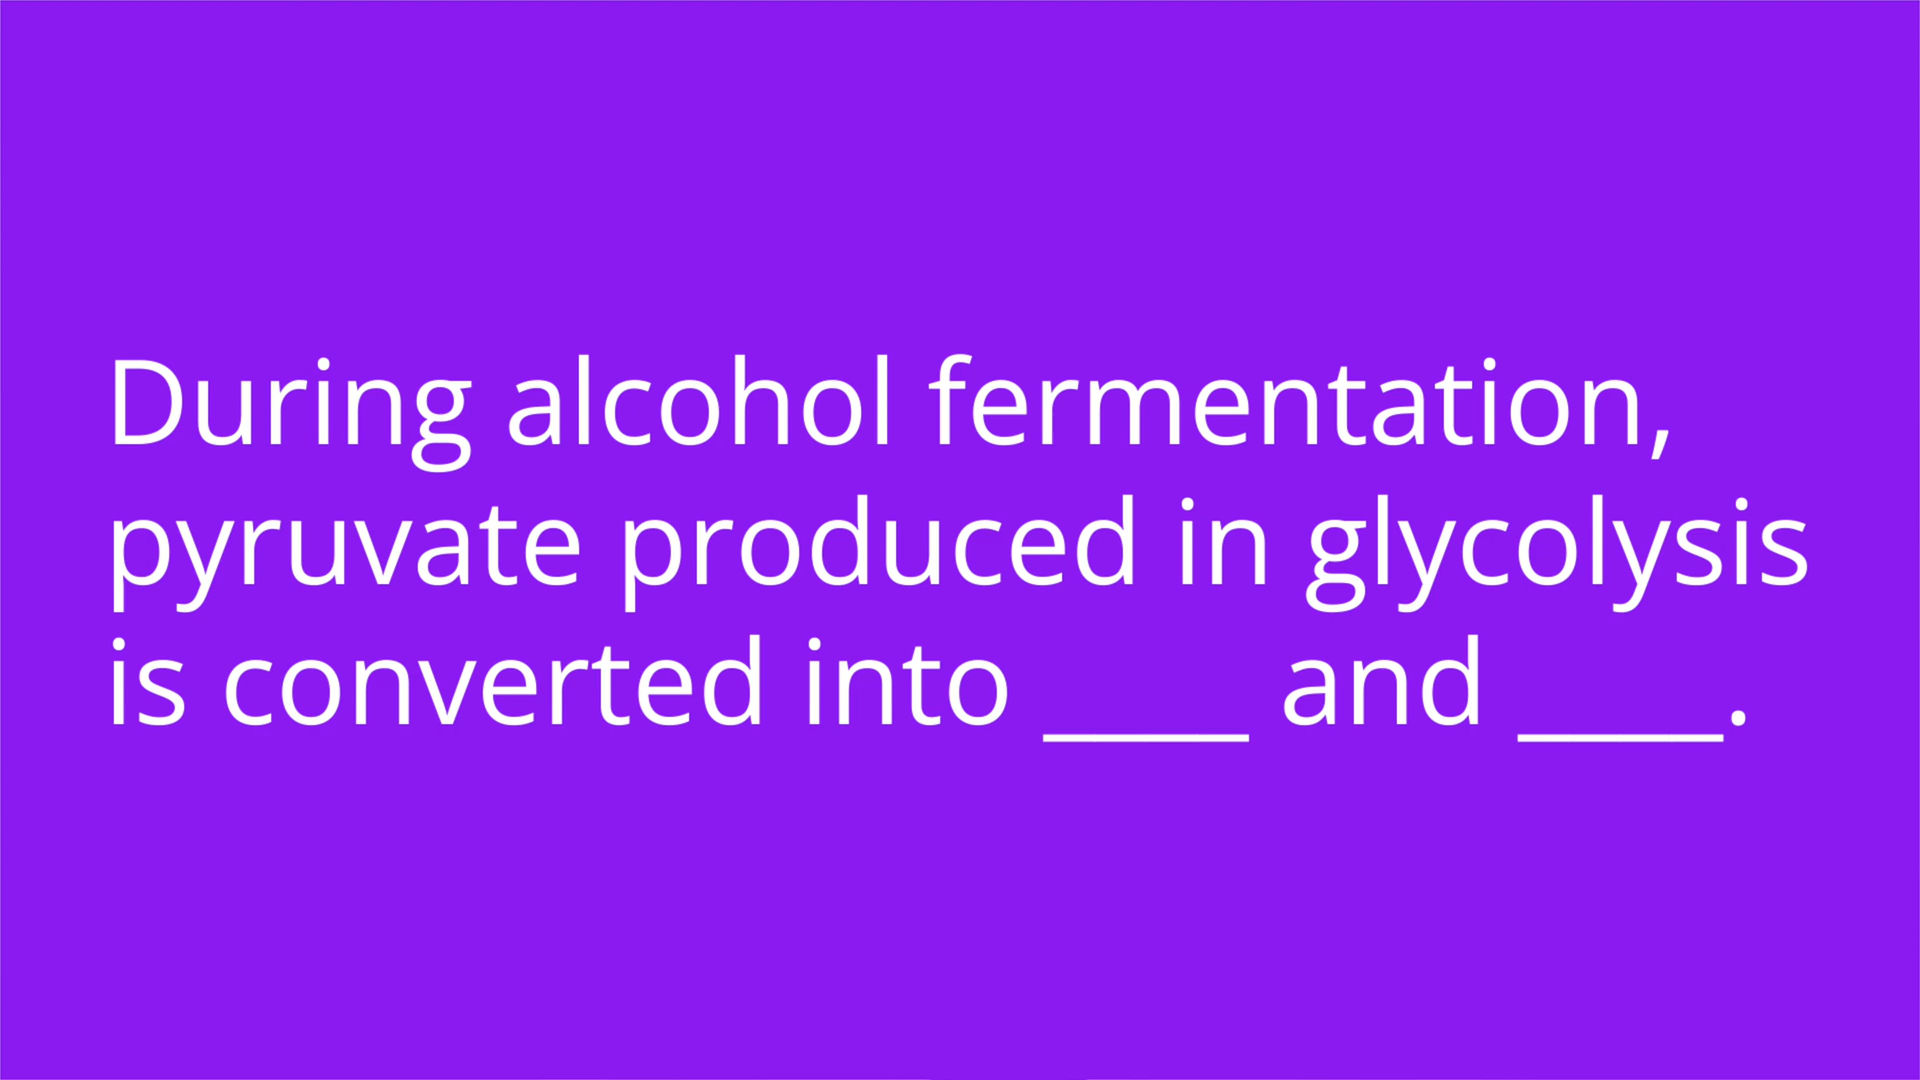 During alcohol fermentation,
pyruvate produced in glycolysis
is converted into ____ and ____.